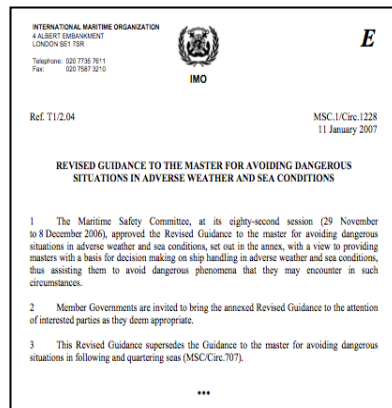 INTERNATIONAL MARITIME ORGANIZATION
4 ALBERT EMBANKMENT
LONDON SE1 7SR
Telephone: 020 7735 7611
Fax: 020 7587 3210
IMO
E
Ref. T1/2.04
MSC.1/Circ.1228
11 January 2007
REVISED GUIDANCE TO THE MASTER FOR AVOIDING DANGEROUS
SITUATIONS IN ADVERSE WEATHER AND SEA CONDITIONS
1 The Maritime Safety Committee, at its eighty-second session (29 November
to 8 December 2006), approved the Revised Guidance to the master for avoiding dangerous
situations in adverse weather and sea conditions, set out in the annex, with a view to providing
masters with a basis for decision making on ship handling in adverse weather and sea conditions,
thus assisting them to avoid dangerous phenomena that they may encounter in such
circumstances.
2 Member Governments are invited to bring the annexed Revised Guidance to the attention
of interested parties as they deem appropriate.
3 This Revised Guidance supersedes the Guidance to the master for avoiding dangerous
situations in following and quartering seas (MSC/Circ.707).
***